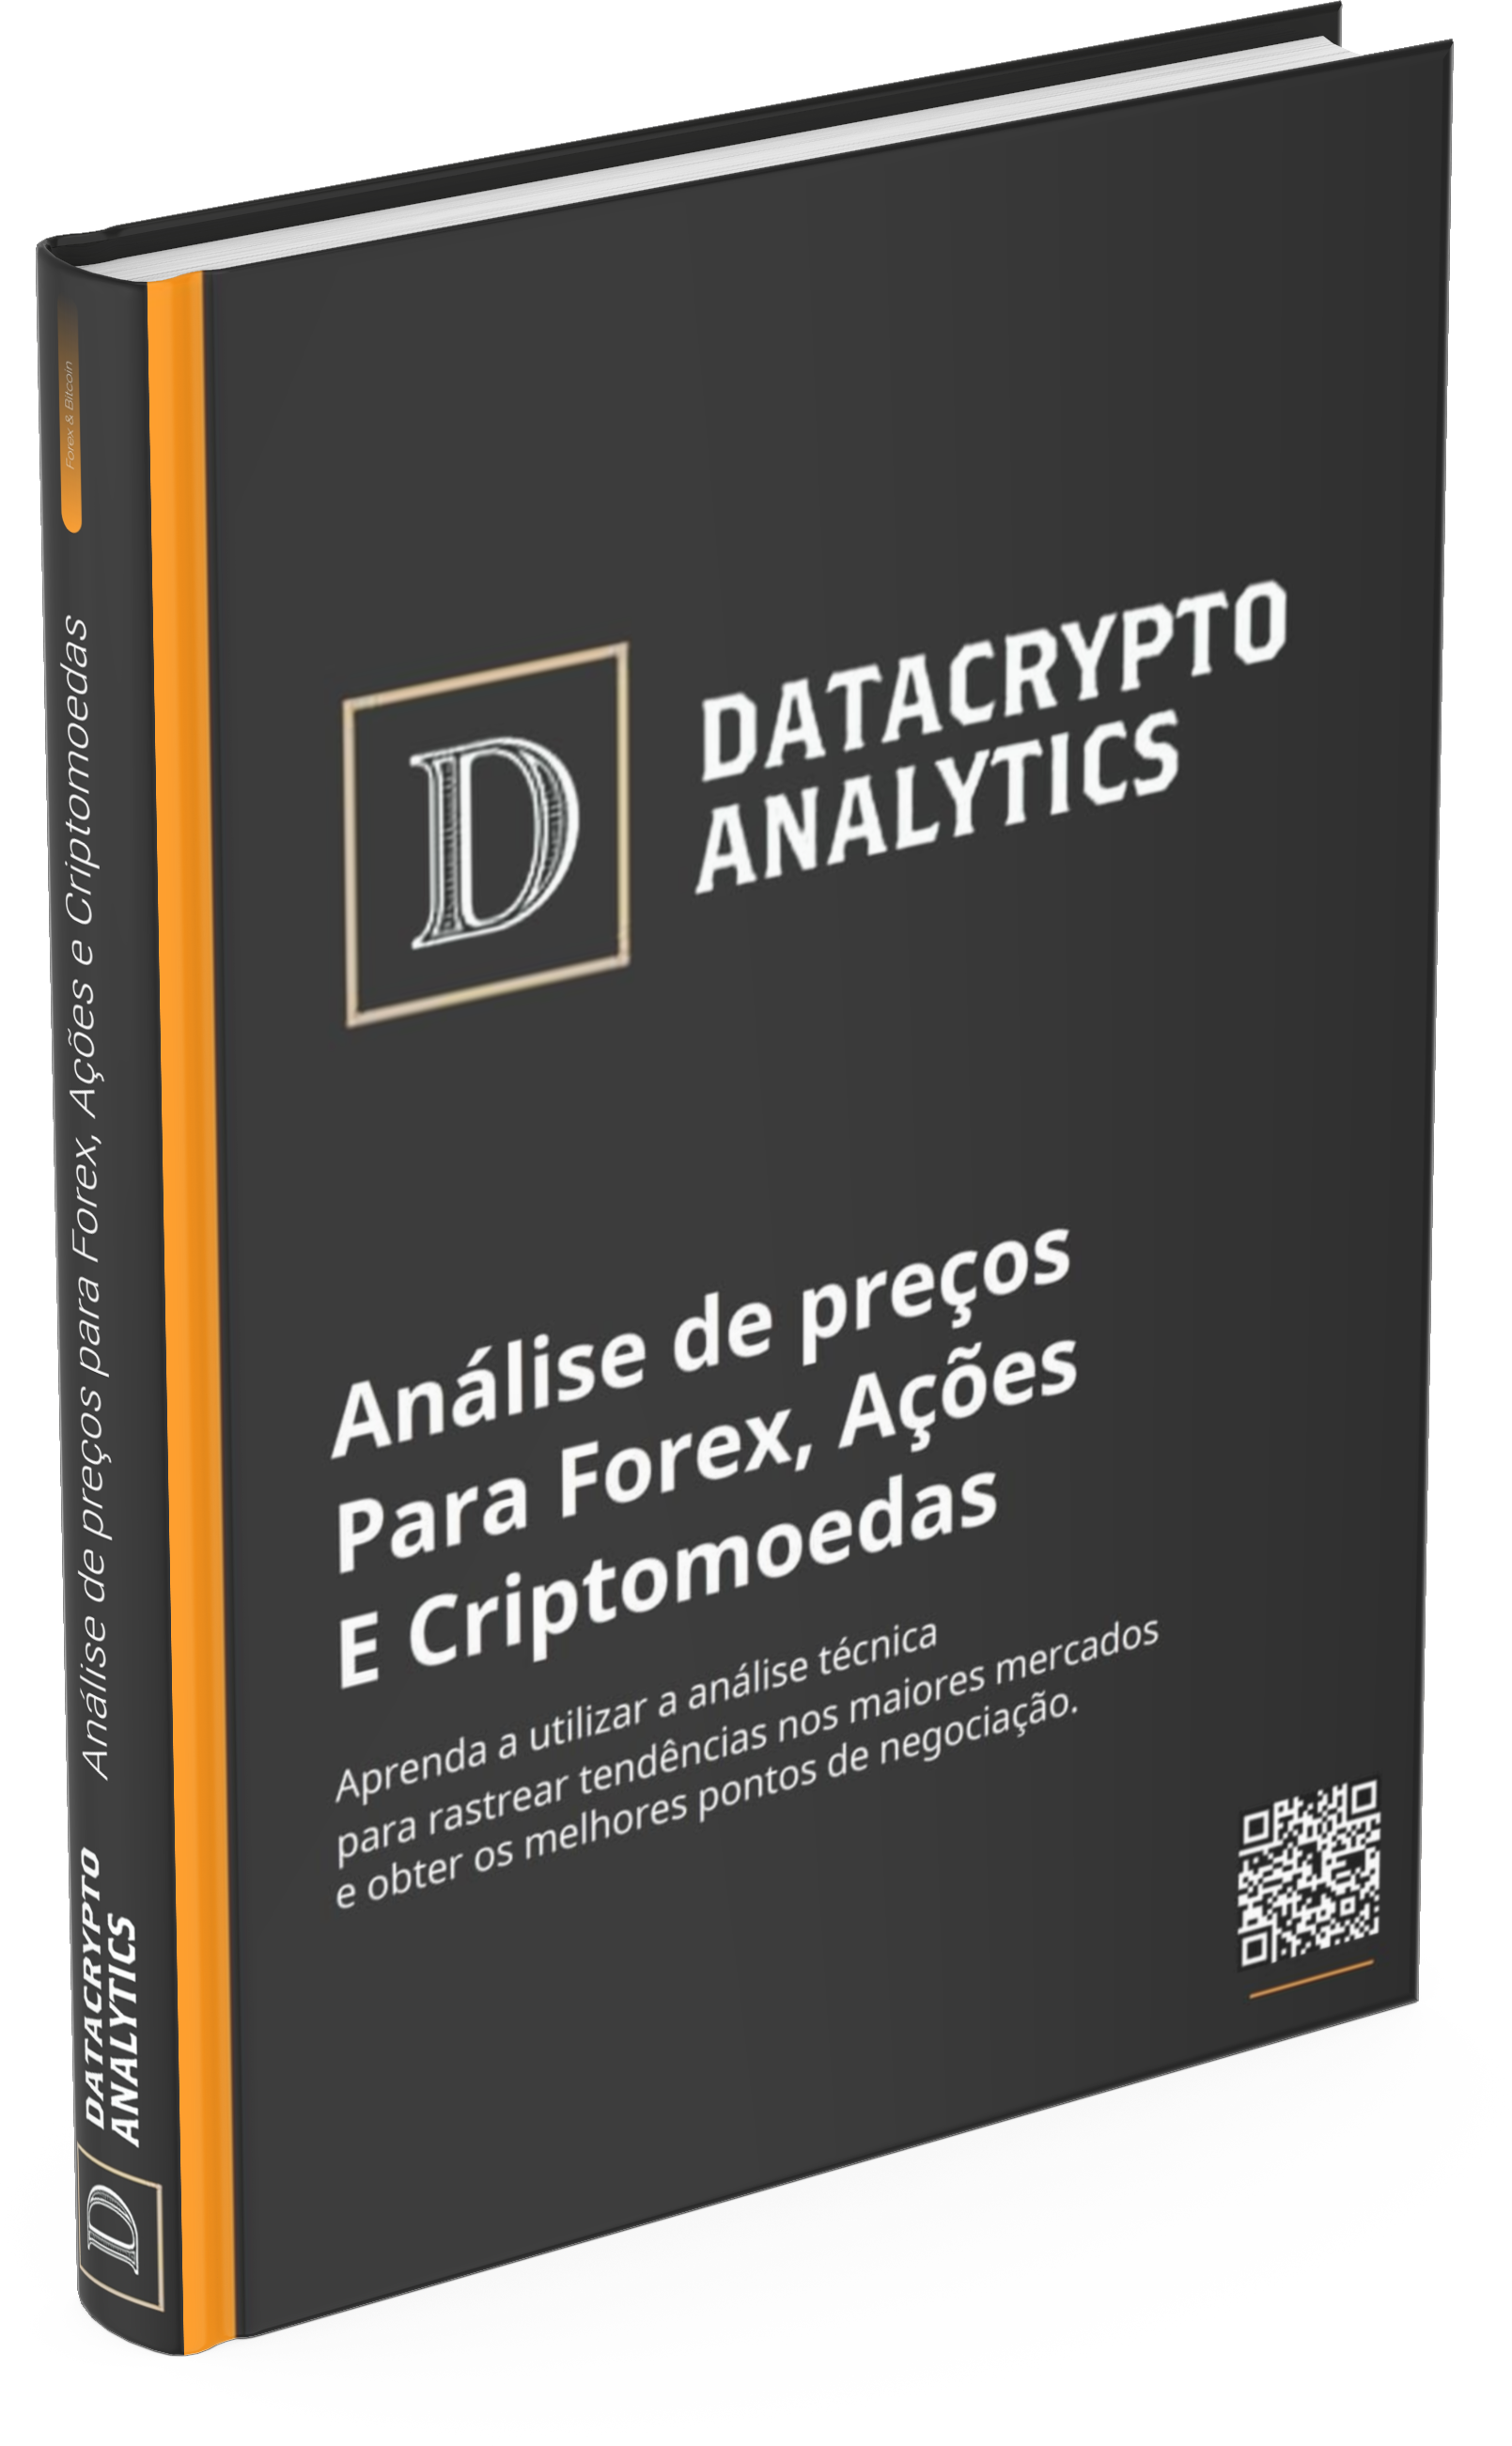 Forex & Bitcoin
Análise de preços para Forex, Ações e Criptomoedas
DATACRYPTO
ANALYTICS
D
D
DATACRYPTO
ANALYTICS
Análise de preços
Para Forex, Ações
E Criptomoedas
Aprenda a utilizar a análise técnica
para rastrear tendências nos maiores mercados
e obter os melhores pontos de negociação.